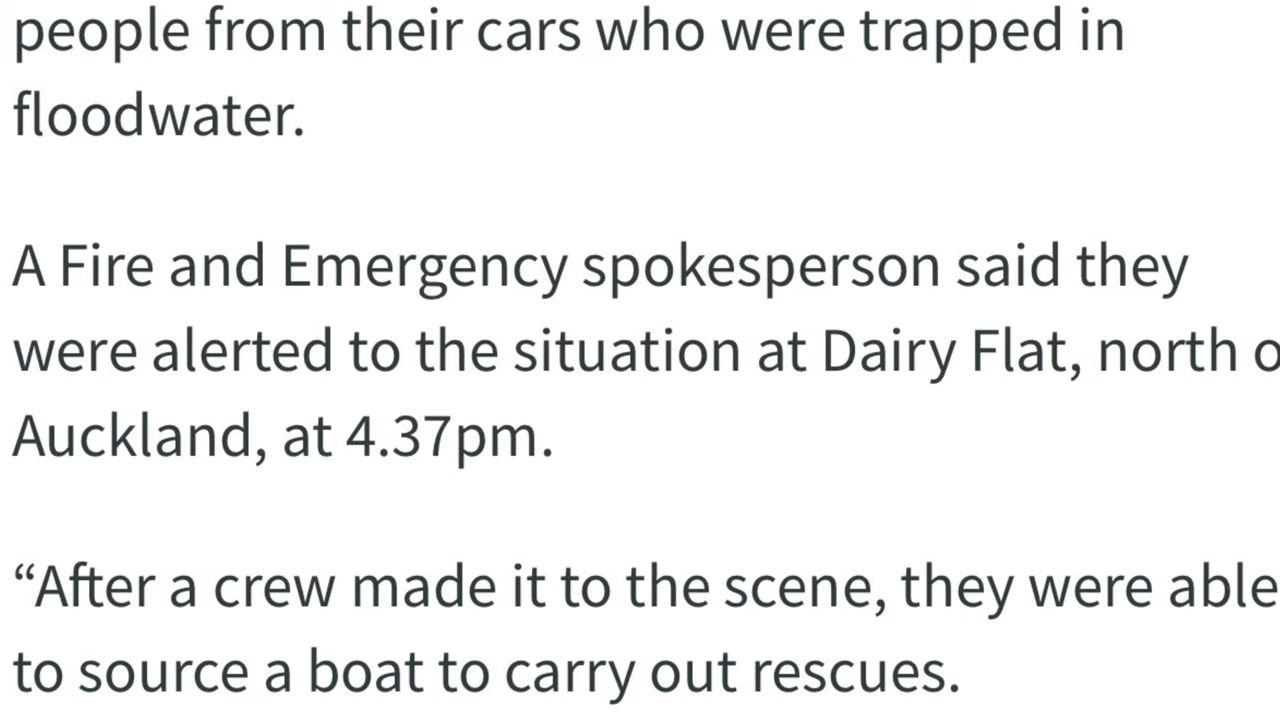 people from their cars who were trapped in
floodwater.
A Fire and Emergency spokesperson said they
were alerted to the situation at Dairy Flat, north
Auckland, at 4.37pm.
“After a crew made it to the scene, they were able
to source a boat to carry out rescues.